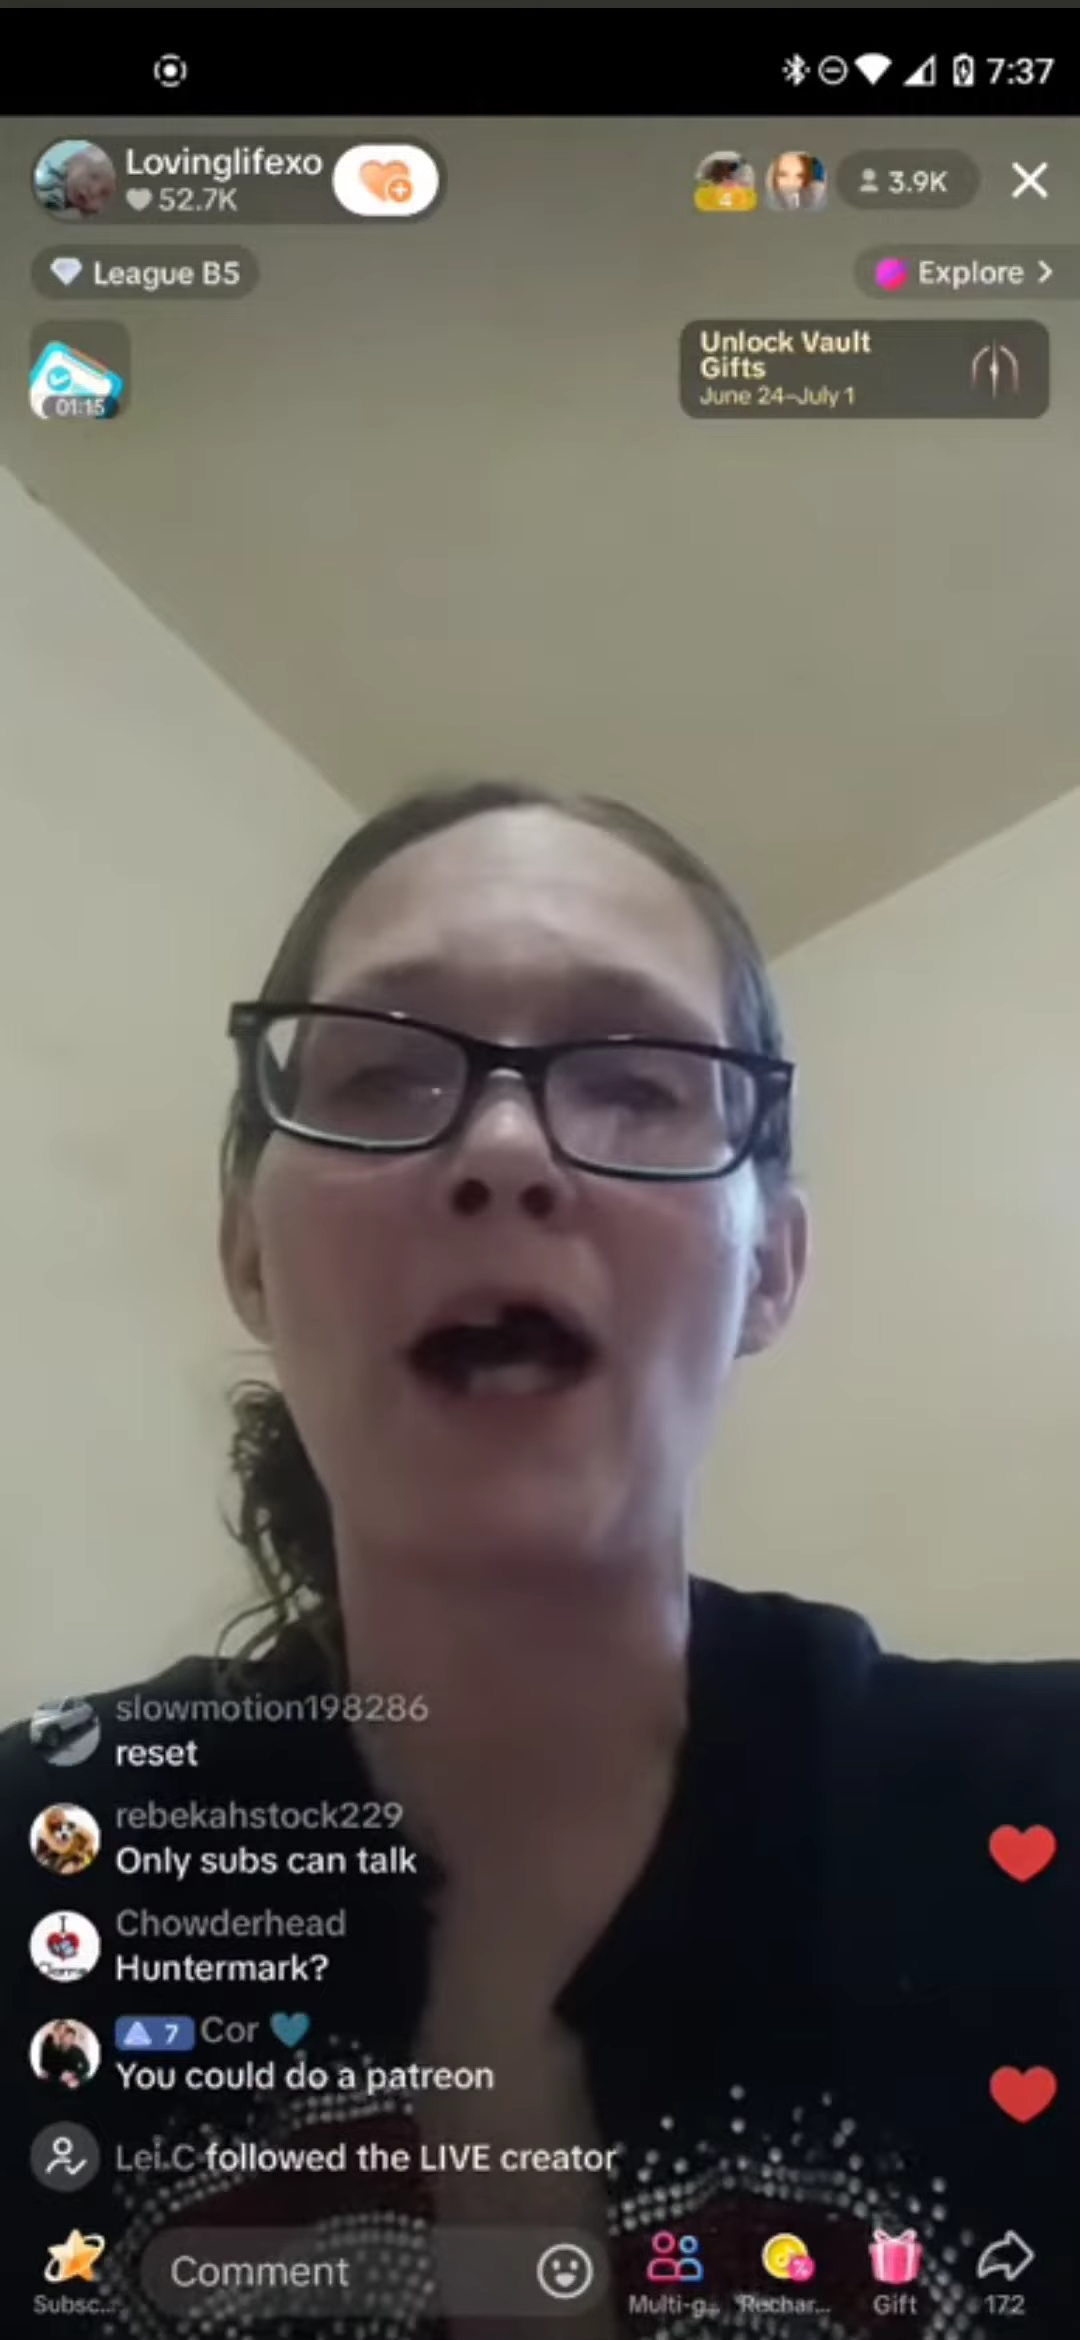 7:37
Lovinglifexo
52.7K
3.9K
League B5
Explore >
01:15
Unlock Vault
Gifts
June 24–July 1
slowmotion198286
reset
rebekahstock229
Only subs can talk
Chowderhead
Huntermark?
7 Cor
You could do a patreon
Lei.C followed the LIVE creator
Comment
Subsc...
Multi-g...
Rechar...
Gift
172